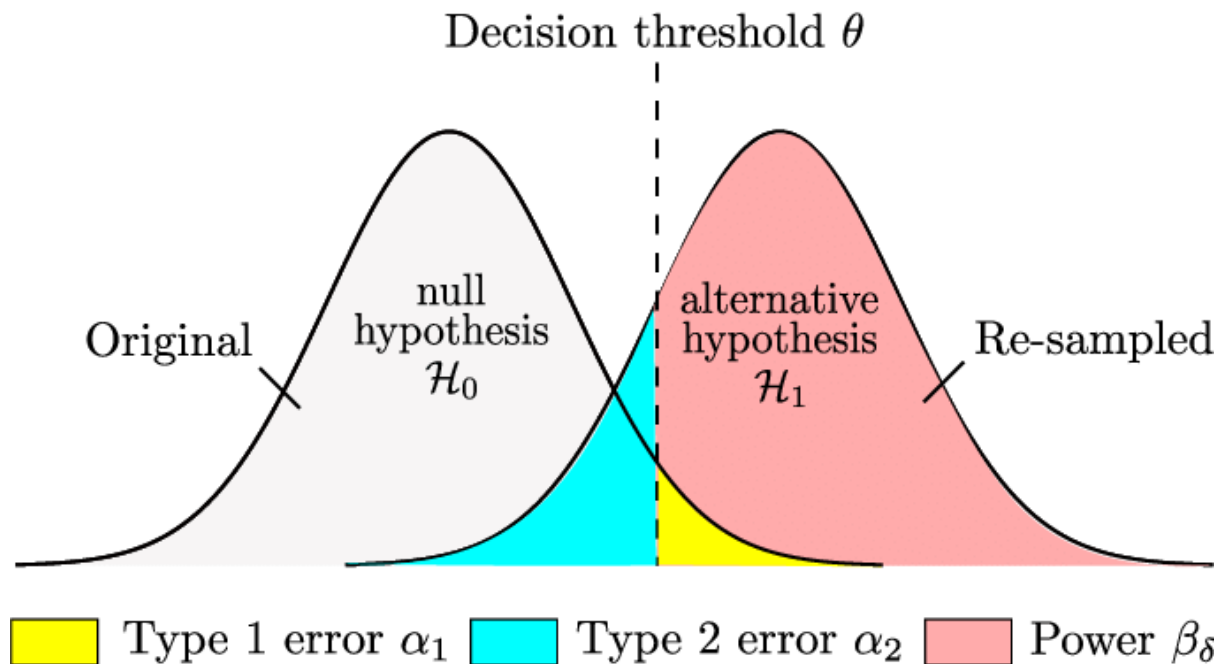 Decision threshold θ
null
hypothesis
ℋ₀
Original
alternative
hypothesis
ℋ₁
Re-sampled
Type 1 error α₁
Type 2 error α₂
Power β_δ